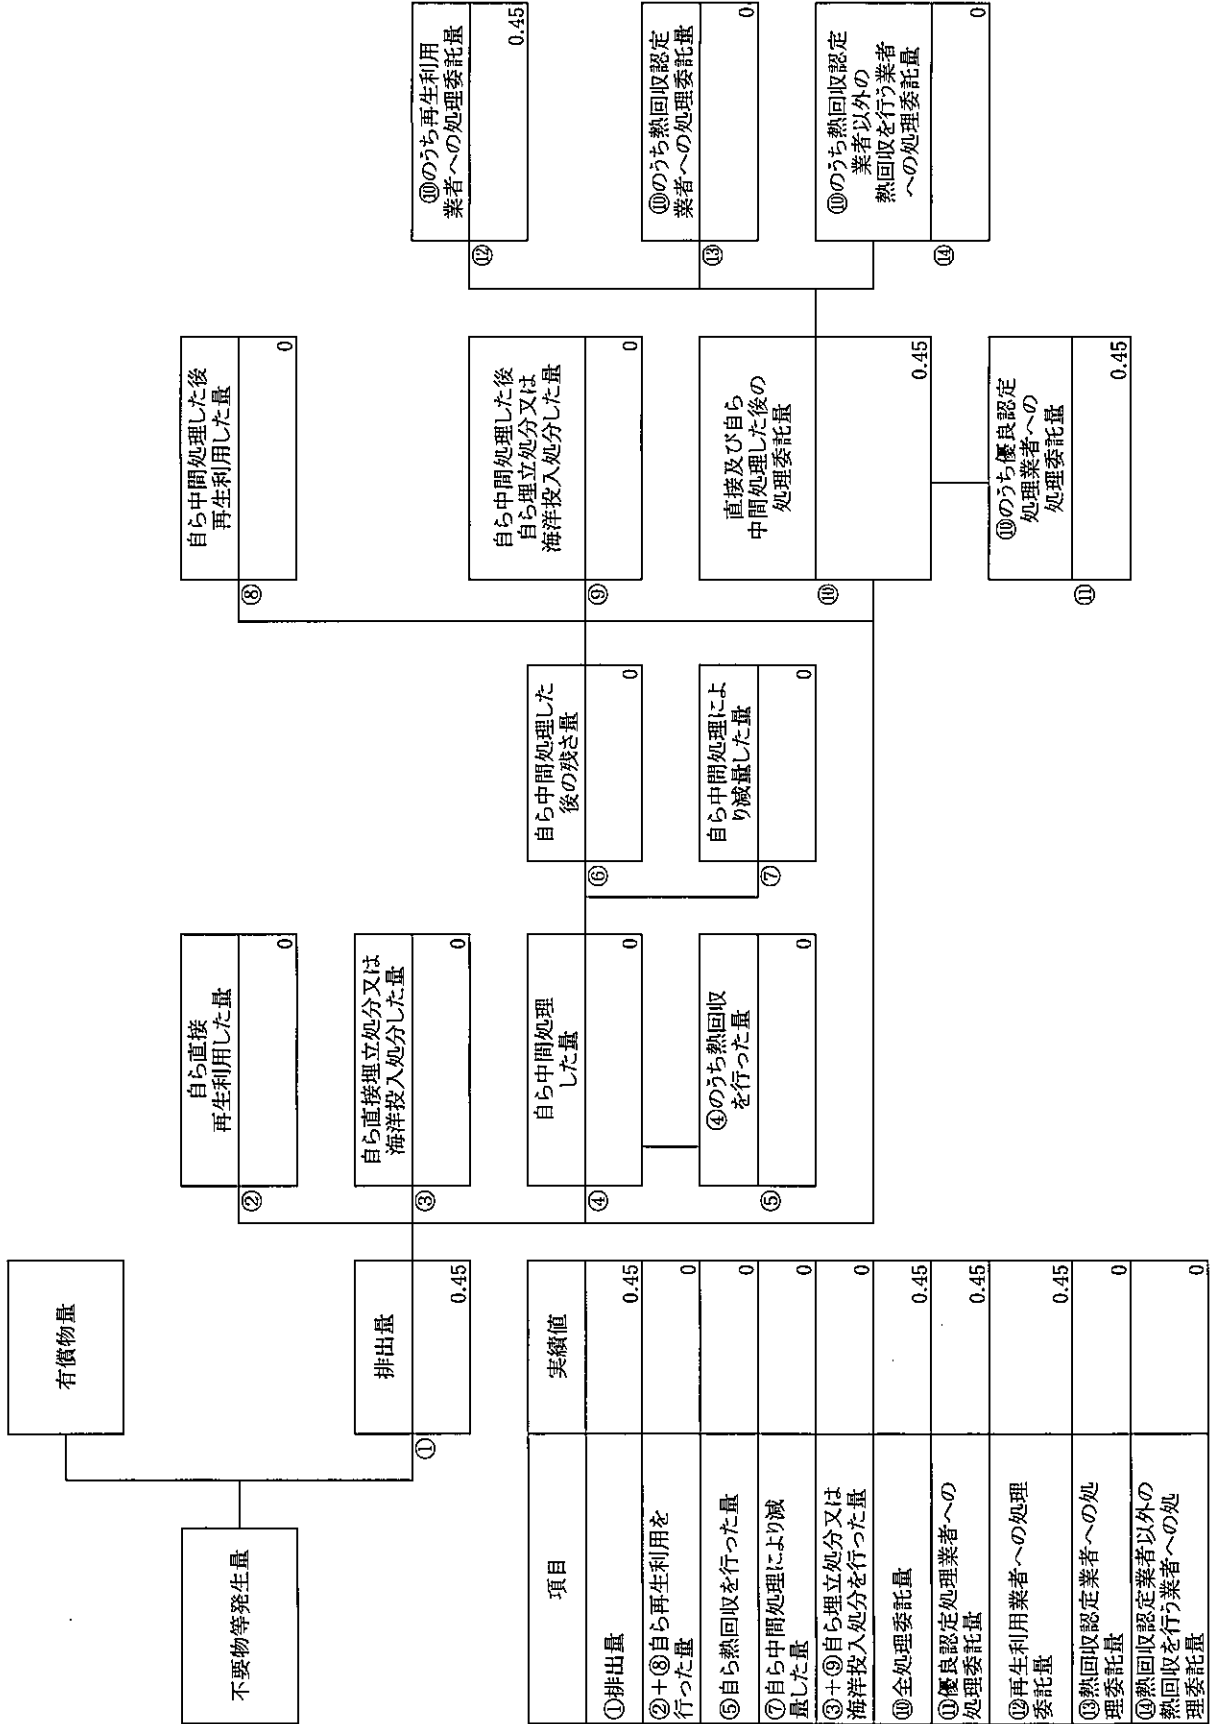 有償物量
不要物等発生量
①
排出量
0.45
②
自ら直接
再生利用した量
0
③
自ら直接埋立処分又は
海洋投入処分した量
0
④
自ら中間処理
した量
0
⑤
④のうち熱回収
を行った量
0
⑥
自ら中間処理した
後の残さ量
0
⑦
自ら中間処理によ
り減量した量
0
⑧
自ら中間処理した後
再生利用した量
0
⑨
自ら中間処理した後
自ら埋立処分又は
海洋投入処分した量
0
⑩
直接及び自ら
中間処理した後の
処理委託量
0.45
⑪
⑩のうち優良認定
処理業者への
処理委託量
0.45
⑫
⑩のうち再生利用
業者への処理委託量
0.45
⑬
⑩のうち熱回収認定
業者への処理委託量
0
⑭
⑩のうち熱回収認定
業者以外の
熱回収を行う業者
への処理委託量
0
項目 実績値
①排出量 0.45
②+⑧自ら再生利用を
行った量 0
⑤自ら熱回収を行った量 0
⑦自ら中間処理により減
量した量 0
③+⑨自ら埋立処分又は
海洋投入処分を行った量 0
⑩全処理委託量 0.45
⑪優良認定処理業者への
処理委託量 0.45
⑫再生利用業者への処理
委託量 0.45
⑬熱回収認定業者への処
理委託量 0
⑭熱回収認定業者以外の
熱回収を行う業者への処
理委託量 0